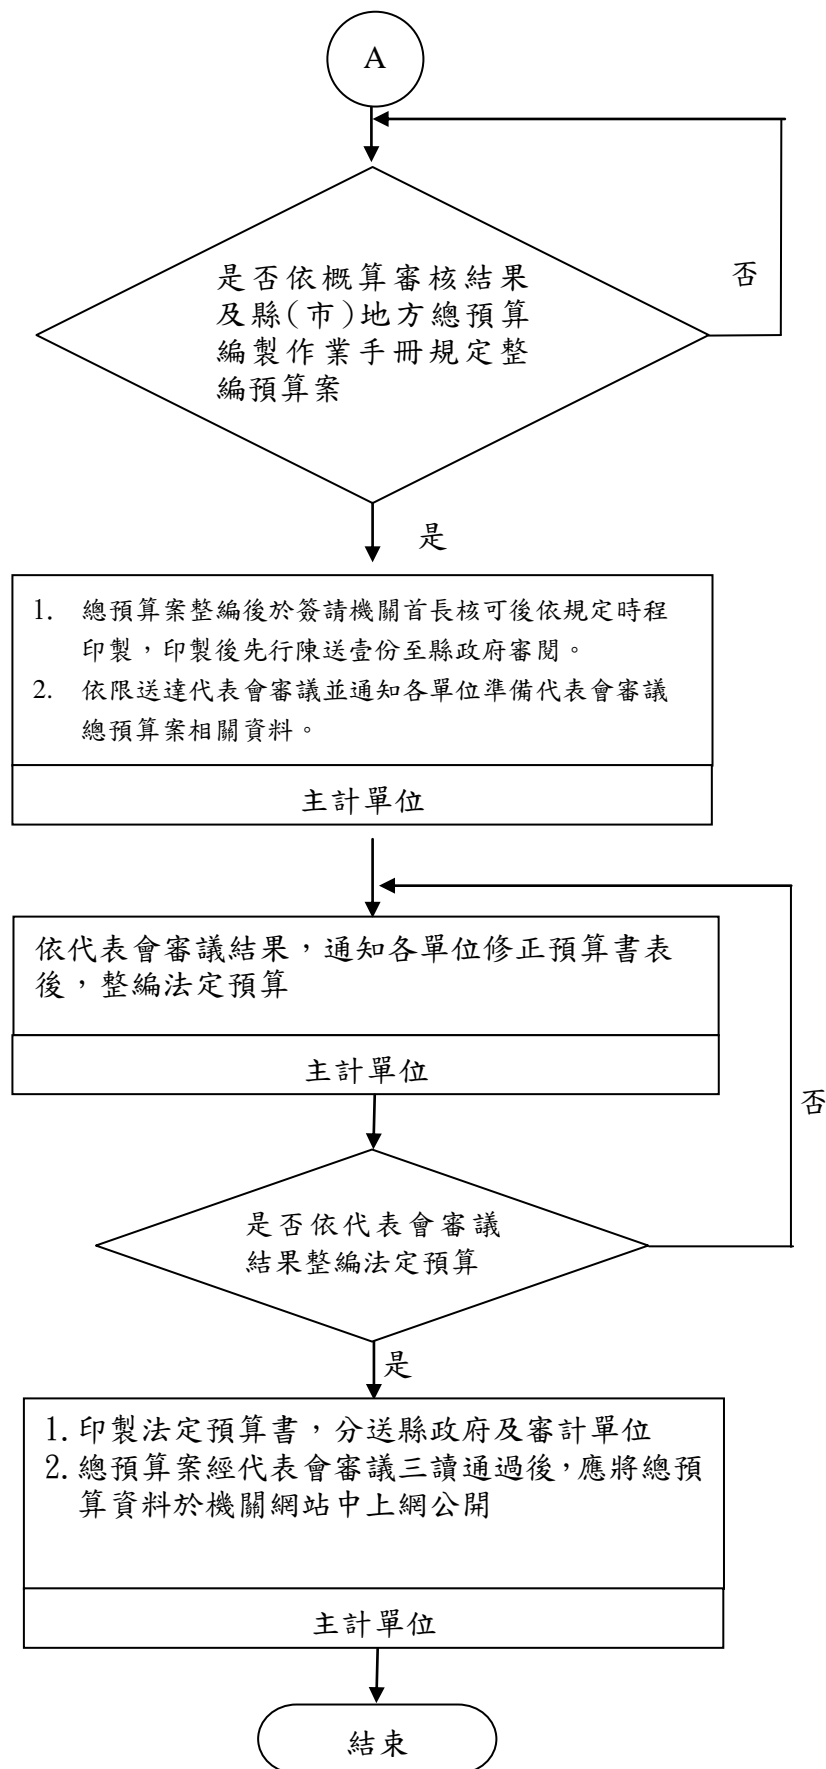 A
是否依概算審核結果
及縣(市)地方總預算
編製作業手冊規定整
編預算案
否
是
1. 總預算案整編後於簽請機關首長核可後依規定時程
印製，印製後先行陳送壹份至縣政府審閱。
2. 依限送達代表會審議並通知各單位準備代表會審議
總預算案相關資料。
主計單位
依代表會審議結果，通知各單位修正預算書表
後，整編法定預算
主計單位
否
是否依代表會審議
結果整編法定預算
是
1.印製法定預算書，分送縣政府及審計單位
2.總預算案經代表會審議三讀通過後，應將總預
算資料於機關網站中上網公開
主計單位
結束